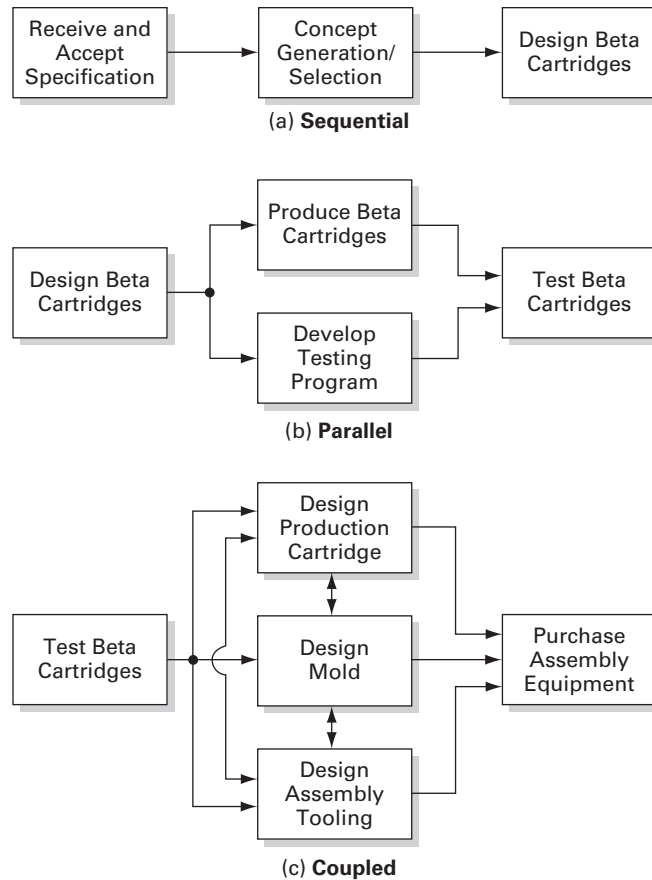 Receive and
Accept
Specification
Concept
Generation/
Selection
Design Beta
Cartridges
(a) Sequential
Design Beta
Cartridges
Produce Beta
Cartridges
Develop
Testing
Program
Test Beta
Cartridges
(b) Parallel
Test Beta
Cartridges
Design
Production
Cartridge
Design
Mold
Design
Assembly
Tooling
Purchase
Assembly
Equipment
(c) Coupled